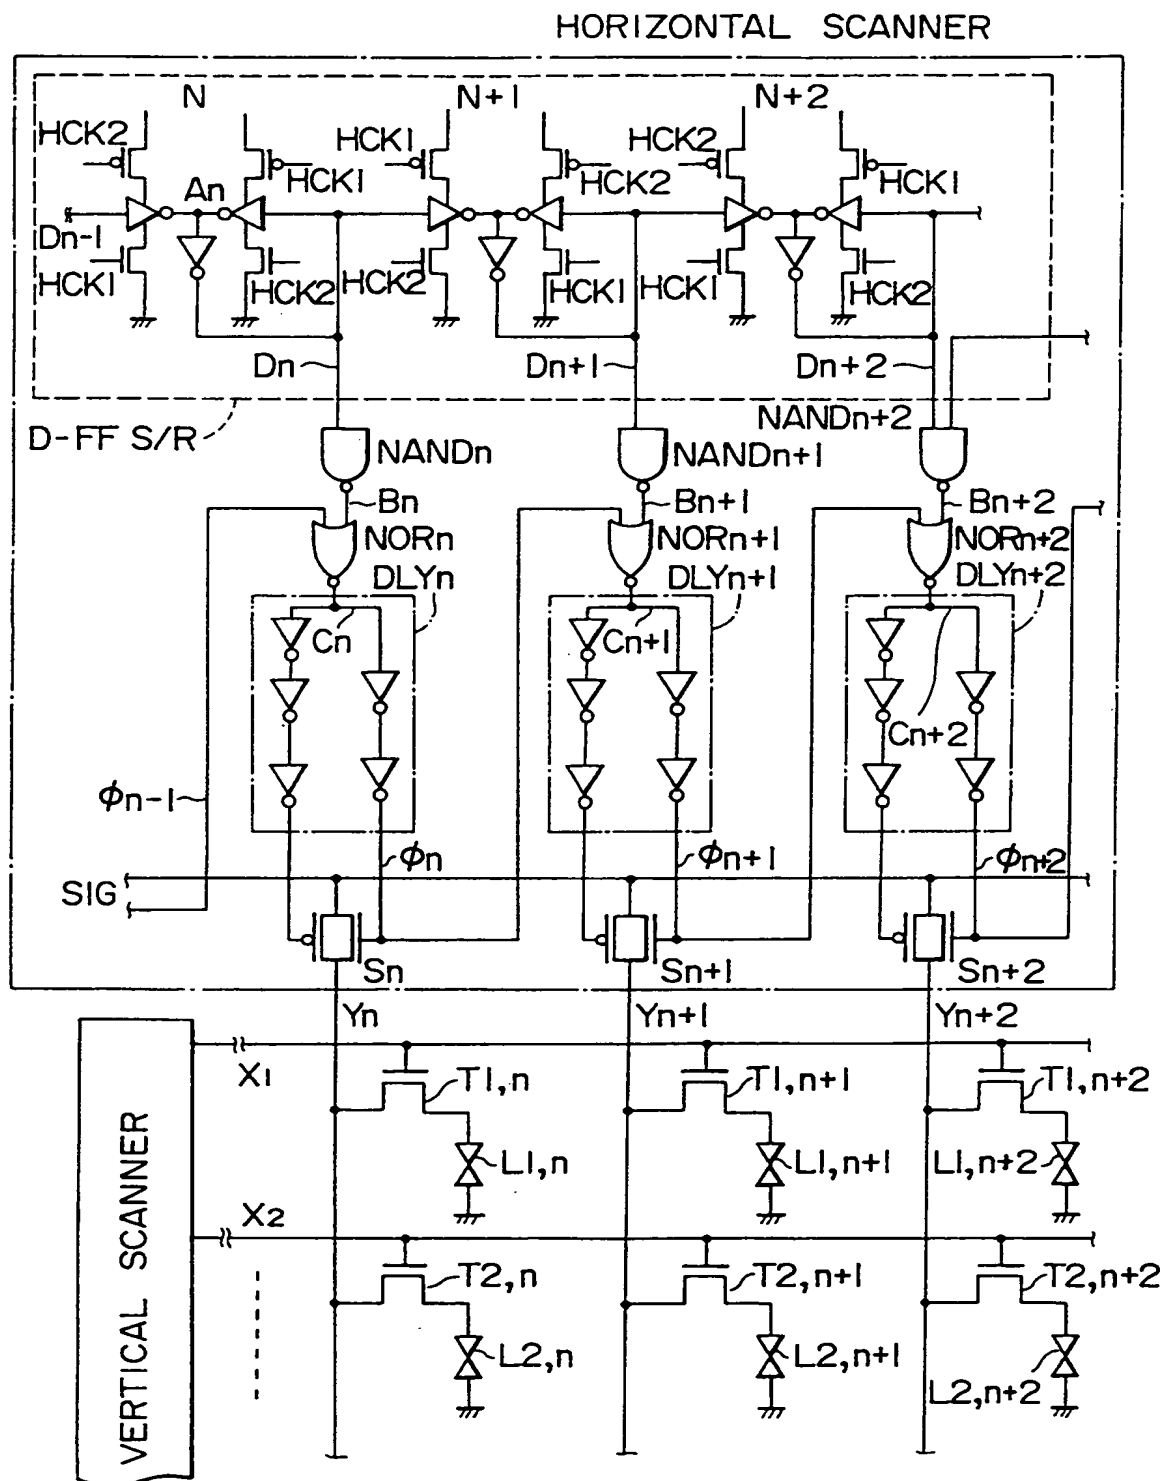 HORIZONTAL SCANNER
N N+1 N+2
HCK2 HCK1 HCK2
HCK1 HCK2 HCK1
An
Dn-1
HCK1 HCK2 HCK2 HCK1 HCK1 HCK2
Dn Dn+1 Dn+2
D-FF S/R
NANDn NANDn+1 NANDn+2
Bn Bn+1 Bn+2
NORn NORn+1 NORn+2
DLYn DLYn+1 DLYn+2
Cn Cn+1 Cn+2
ϕn-1
ϕn ϕn+1 ϕn+2
SIG
Sn Sn+1 Sn+2
Yn Yn+1 Yn+2
X1
T1,n T1,n+1 T1,n+2
L1,n L1,n+1 L1,n+2
X2
T2,n T2,n+1 T2,n+2
L2,n L2,n+1 L2,n+2
VERTICAL SCANNER